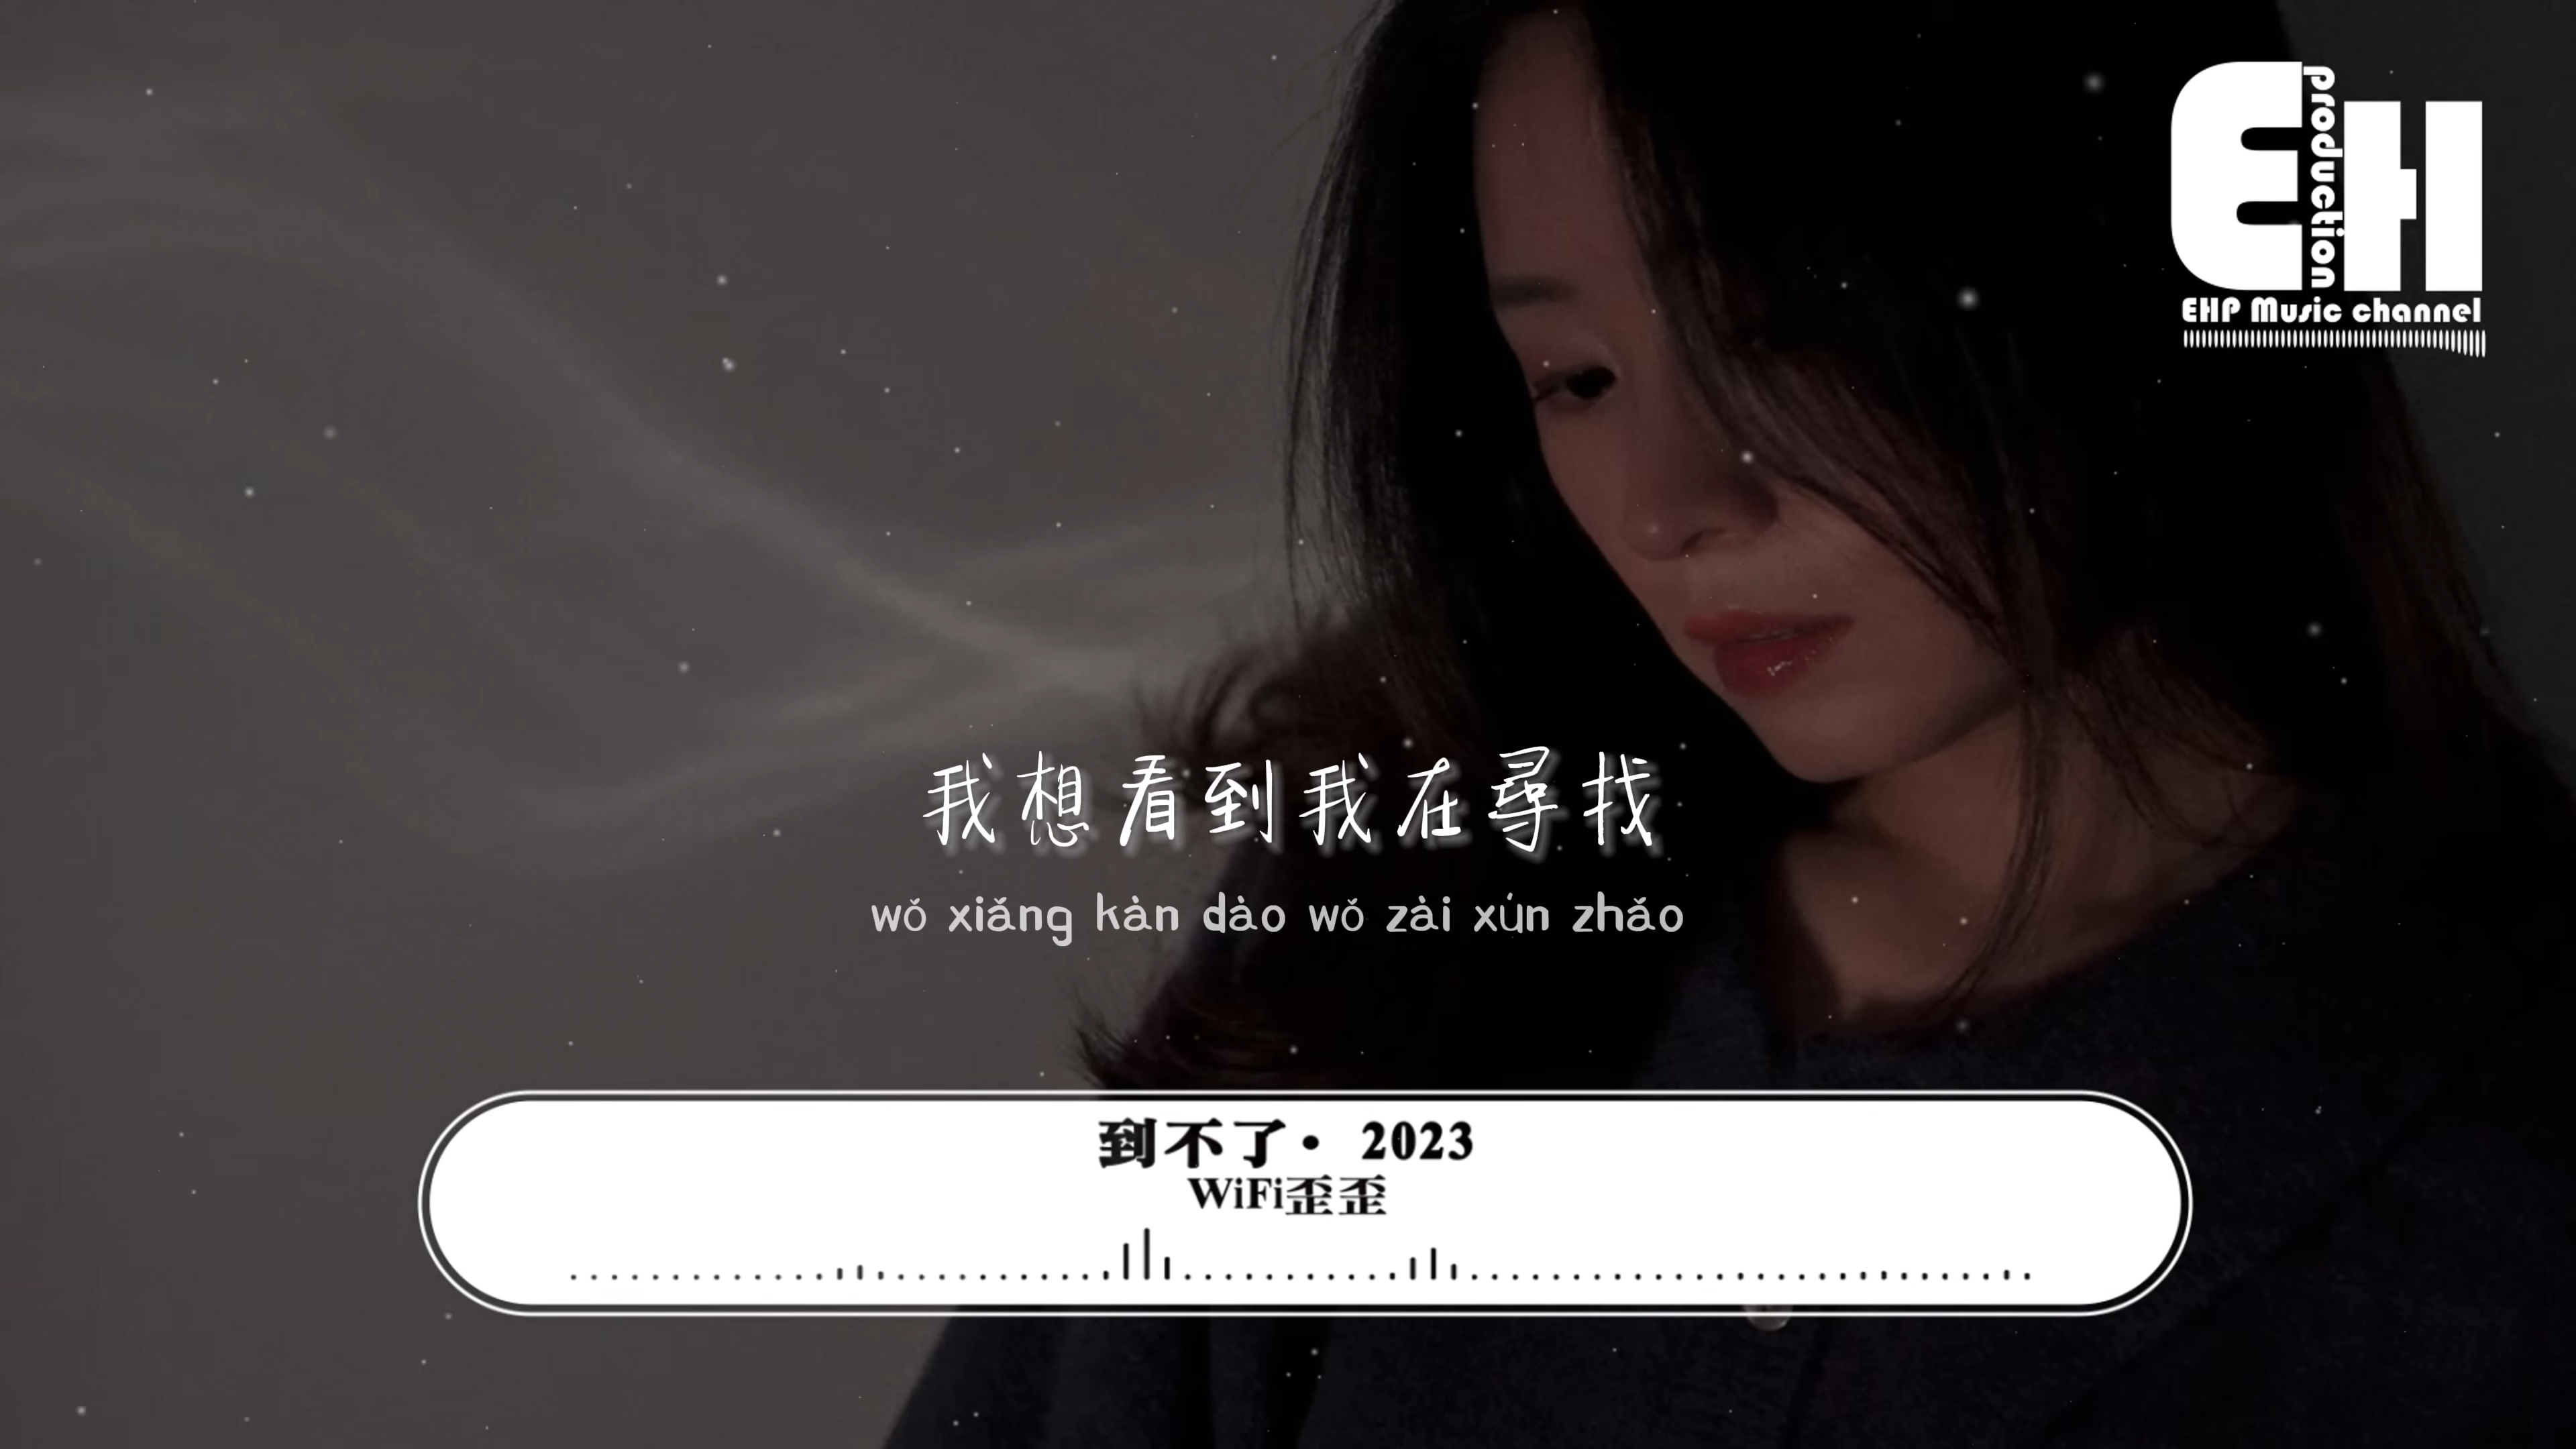 EH
production
EHP Music channel
我想看到我在尋找
wǒ xiǎng kàn dào wǒ zài xún zhǎo
到不了• 2023
WiFi歪歪